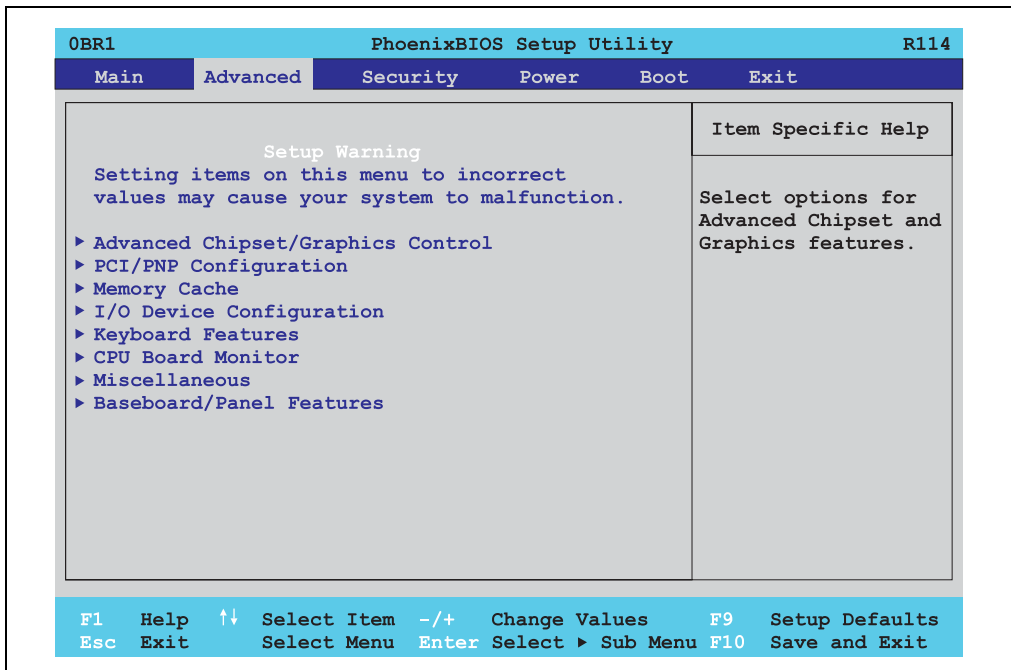 0BR1 PhoenixBIOS Setup Utility R114
Main Advanced Security Power Boot Exit
Setup Warning
Setting items on this menu to incorrect
values may cause your system to malfunction.
▶ Advanced Chipset/Graphics Control
▶ PCI/PNP Configuration
▶ Memory Cache
▶ I/O Device Configuration
▶ Keyboard Features
▶ CPU Board Monitor
▶ Miscellaneous
▶ Baseboard/Panel Features
Item Specific Help
Select options for
Advanced Chipset and
Graphics features.
F1 Help ↑↓ Select Item -/+ Change Values F9 Setup Defaults
Esc Exit Select Menu Enter Select ▶ Sub Menu F10 Save and Exit